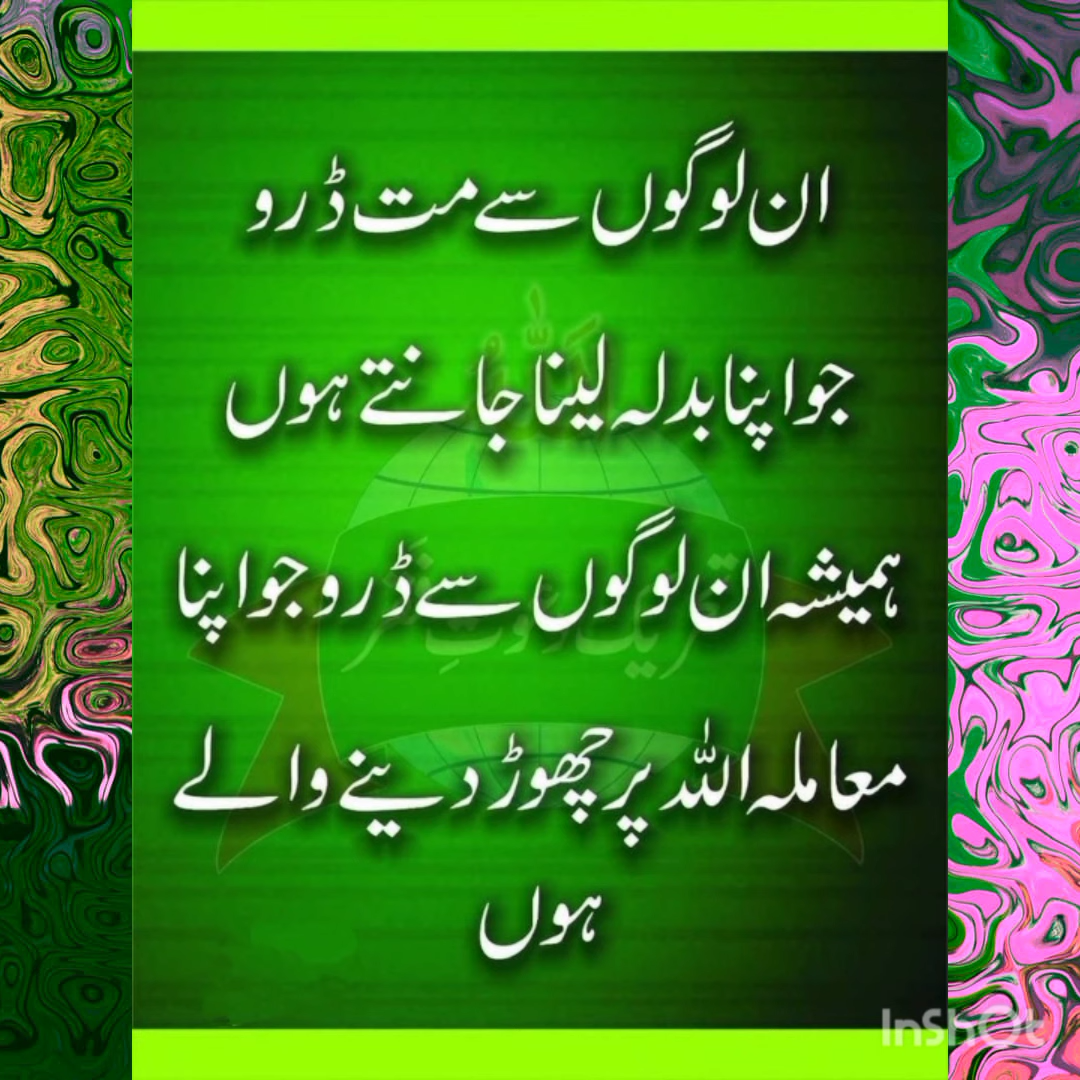 ان لوگوں سے مت ڈرو
جو اپنا بدلہ لینا جانتے ہوں
ہمیشہ ان لوگوں سے ڈرو جو اپنا
معاملہ اللہ پر چھوڑ دینے والے
ہوں
InShOt